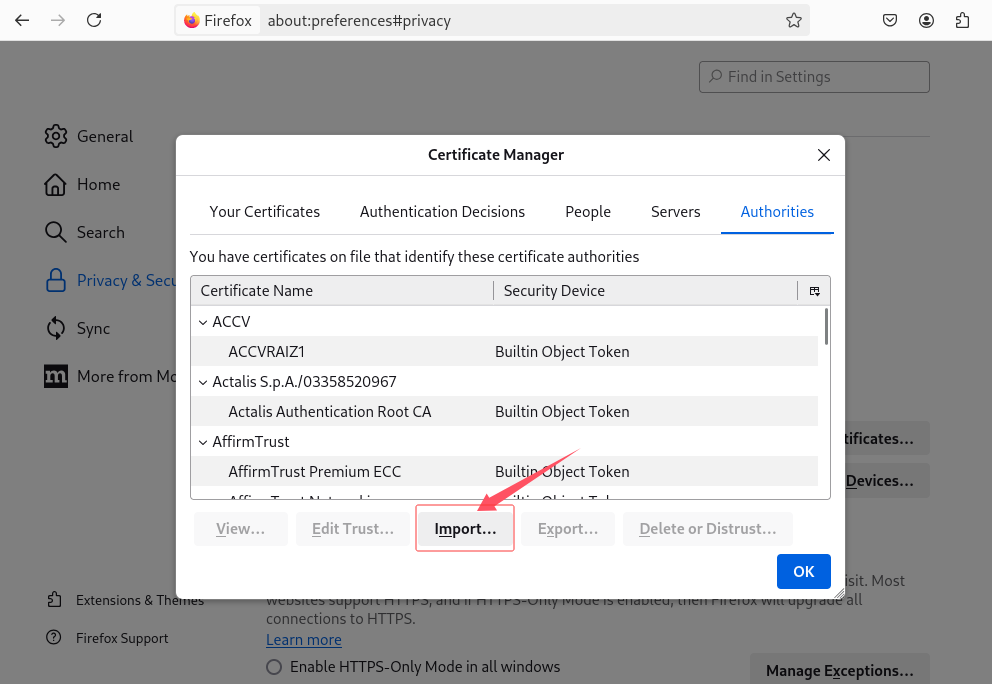 Firefox about:preferences#privacy
Find in Settings
General
Home
Search
Privacy & Secu
Sync
More from Mo
Extensions & Themes
Firefox Support
Certificate Manager
Your Certificates Authentication Decisions People Servers Authorities
You have certificates on file that identify these certificate authorities
Certificate Name Security Device
ACCV
ACCVRAIZ1 Builtin Object Token
Actalis S.p.A./03358520967
Actalis Authentication Root CA Builtin Object Token
AffirmTrust
AffirmTrust Premium ECC Builtin Object Token
View... Edit Trust... Import... Export... Delete or Distrust...
OK
tificates...
Devices...
isit. Most
websites support HTTPS, and if HTTPS-Only Mode is enabled, then Firefox will upgrade all
connections to HTTPS.
Learn more
Enable HTTPS-Only Mode in all windows
Manage Exceptions...